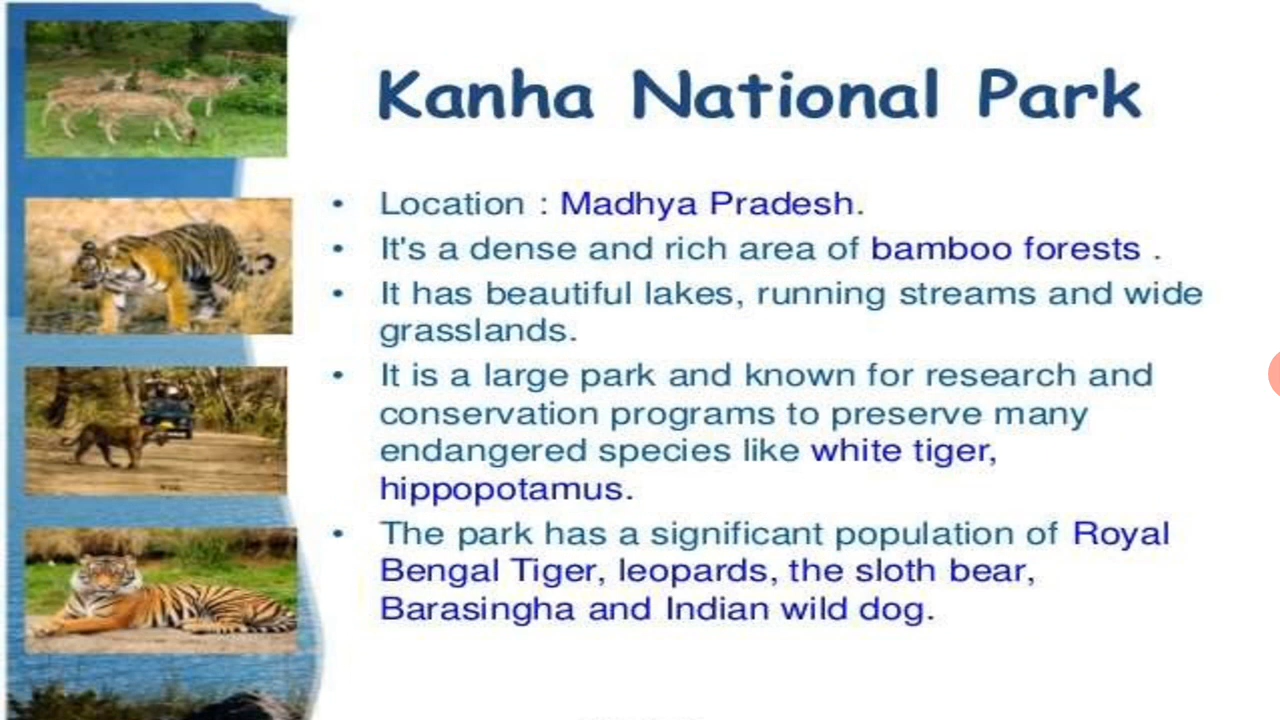 Kanha National Park
• Location : Madhya Pradesh.
• It's a dense and rich area of bamboo forests .
• It has beautiful lakes, running streams and wide
grasslands.
• It is a large park and known for research and
conservation programs to preserve many
endangered species like white tiger,
hippopotamus.
• The park has a significant population of Royal
Bengal Tiger, leopards, the sloth bear,
Barasingha and Indian wild dog.